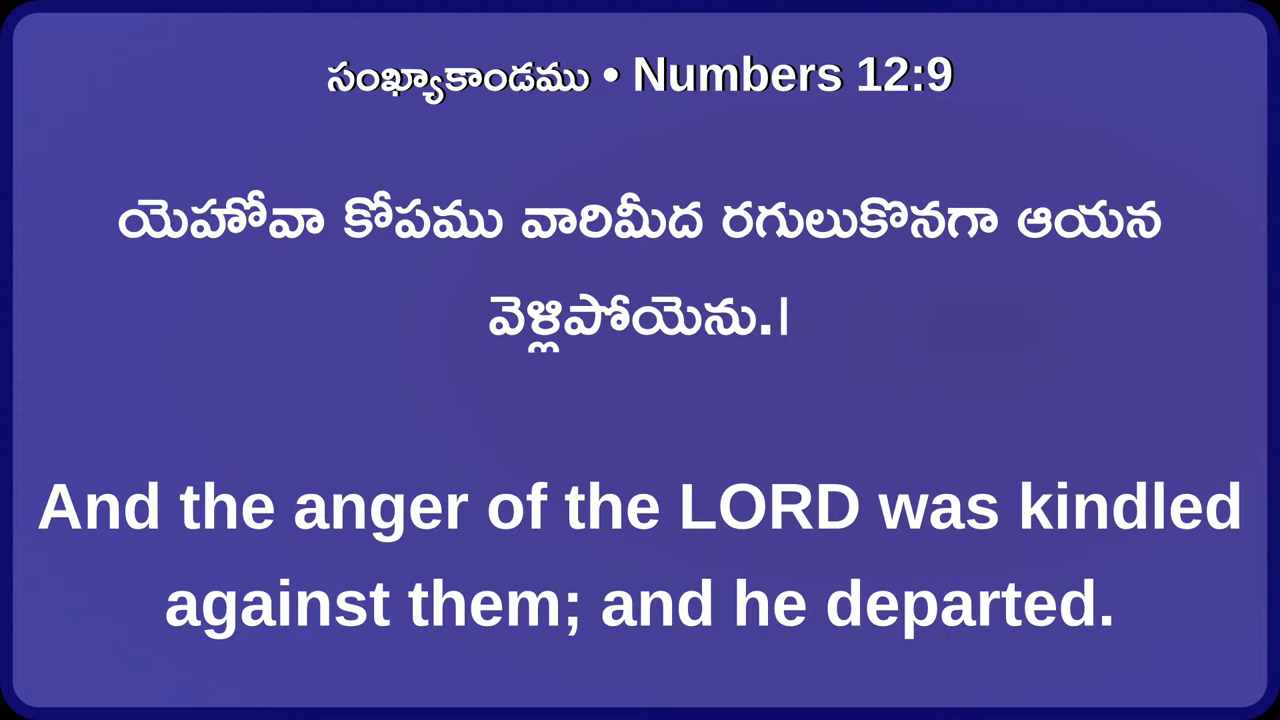 సంఖ్యాకాండము • Numbers 12:9
యెహోవా కోపము వారిమీద రగులుకొనగా ఆయన
వెళ్లిపోయెను.।
And the anger of the LORD was kindled
against them; and he departed.